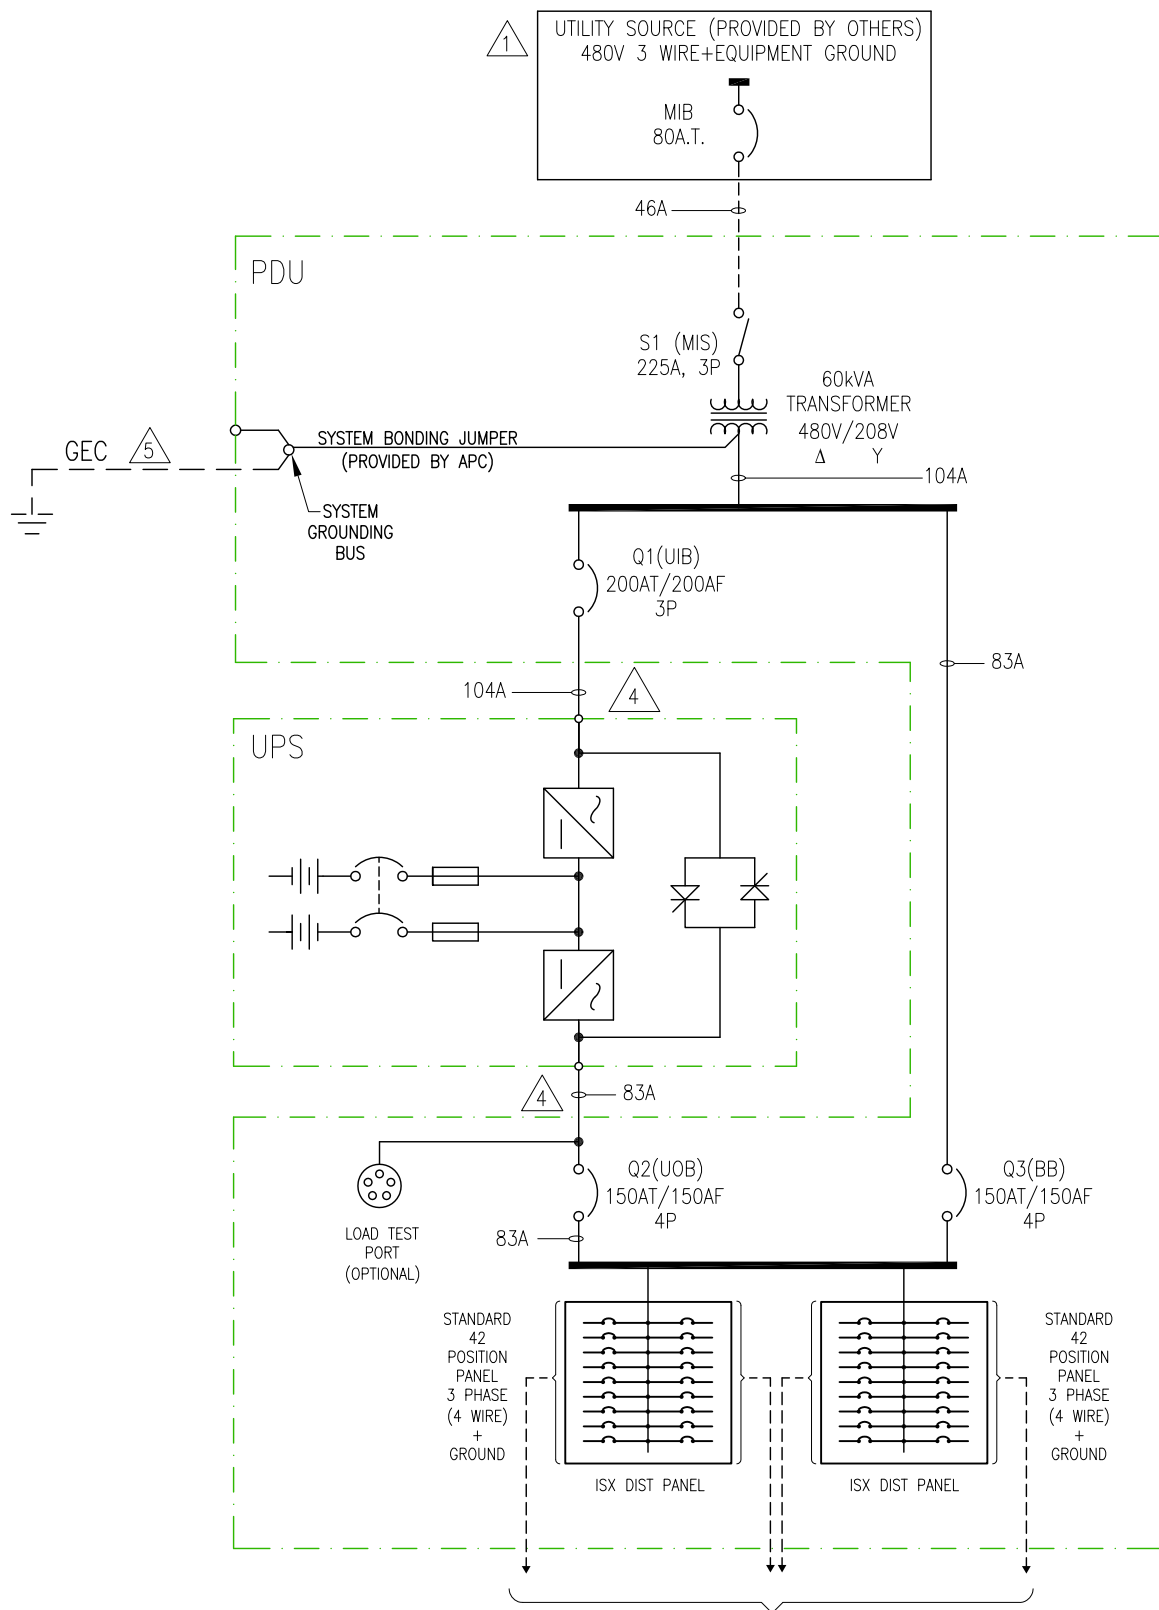 UTILITY SOURCE (PROVIDED BY OTHERS)
480V 3 WIRE+EQUIPMENT GROUND
1
MIB
80A.T.
46A
PDU
S1 (MIS)
225A, 3P
60kVA
TRANSFORMER
480V/208V
Δ Y
GEC
5
SYSTEM BONDING JUMPER
(PROVIDED BY APC)
104A
SYSTEM
GROUNDING
BUS
Q1(UIB)
200AT/200AF
3P
83A
104A
4
UPS
4
83A
Q2(UOB)
150AT/150AF
4P
Q3(BB)
150AT/150AF
4P
LOAD TEST
PORT
(OPTIONAL)
83A
STANDARD
42
POSITION
PANEL
3 PHASE
(4 WIRE)
+
GROUND
STANDARD
42
POSITION
PANEL
3 PHASE
(4 WIRE)
+
GROUND
ISX DIST PANEL
ISX DIST PANEL